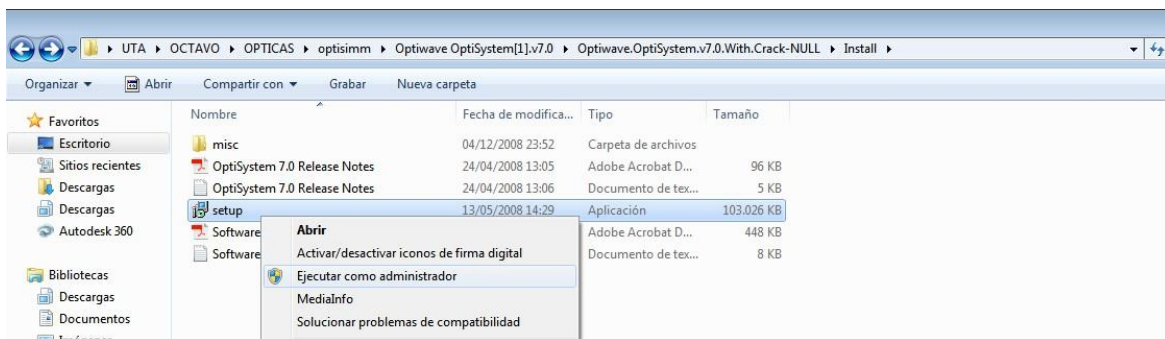 UTA ▸ OCTAVO ▸ OPTICAS ▸ optisimm ▸ Optiwave OptiSystem[1].v7.0 ▸ Optiwave.OptiSystem.v7.0.With.Crack-NULL ▸ Install ▸
Organizar Abrir Compartir con Grabar Nueva carpeta
Favoritos
Escritorio
Sitios recientes
Descargas
Descargas
Autodesk 360
Bibliotecas
Descargas
Documentos
Nombre Fecha de modifica... Tipo Tamaño
misc 04/12/2008 23:52 Carpeta de archivos
OptiSystem 7.0 Release Notes 24/04/2008 13:05 Adobe Acrobat D... 96 KB
OptiSystem 7.0 Release Notes 24/04/2008 13:06 Documento de tex... 5 KB
setup 13/05/2008 14:29 Aplicación 103.026 KB
Software Adobe Acrobat D... 448 KB
Software Documento de tex... 8 KB
Abrir
Activar/desactivar iconos de firma digital
Ejecutar como administrador
MediaInfo
Solucionar problemas de compatibilidad